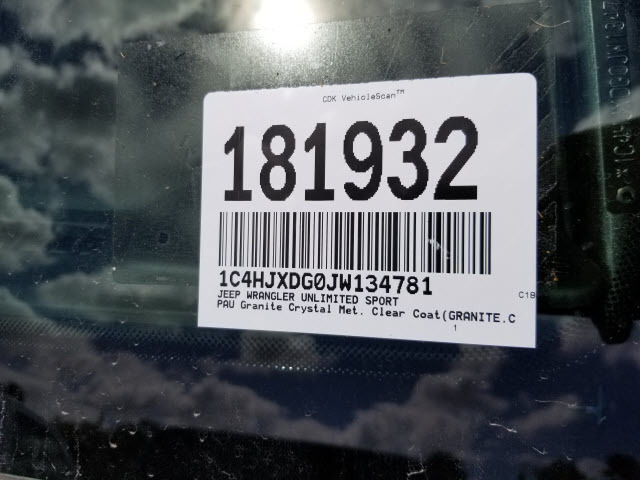 CDK VehicleScan™
181932
1C4HJXDG0JW134781
JEEP WRANGLER UNLIMITED SPORT
C18
PAU Granite Crystal Met. Clear Coat(GRANITE.C
1